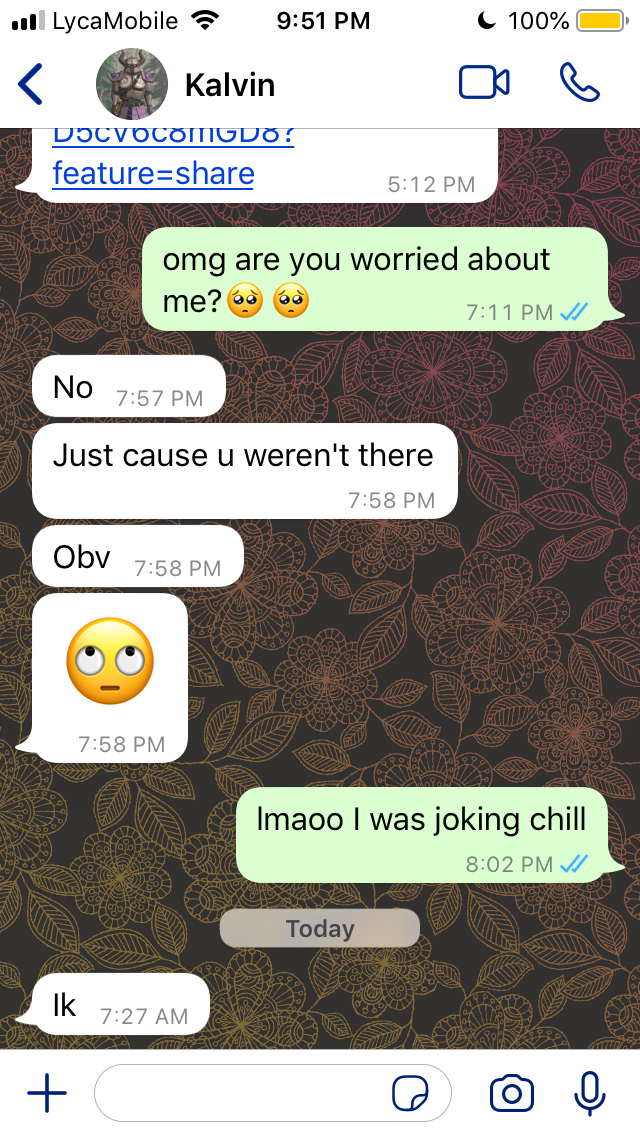 LycaMobile 9:51 PM 100%
Kalvin
feature=share
5:12 PM
omg are you worried about
me?🥺 🥺
7:11 PM
No 7:57 PM
Just cause u weren't there
7:58 PM
Obv 7:58 PM
🙄
7:58 PM
lmaoo I was joking chill
8:02 PM
Today
Ik 7:27 AM